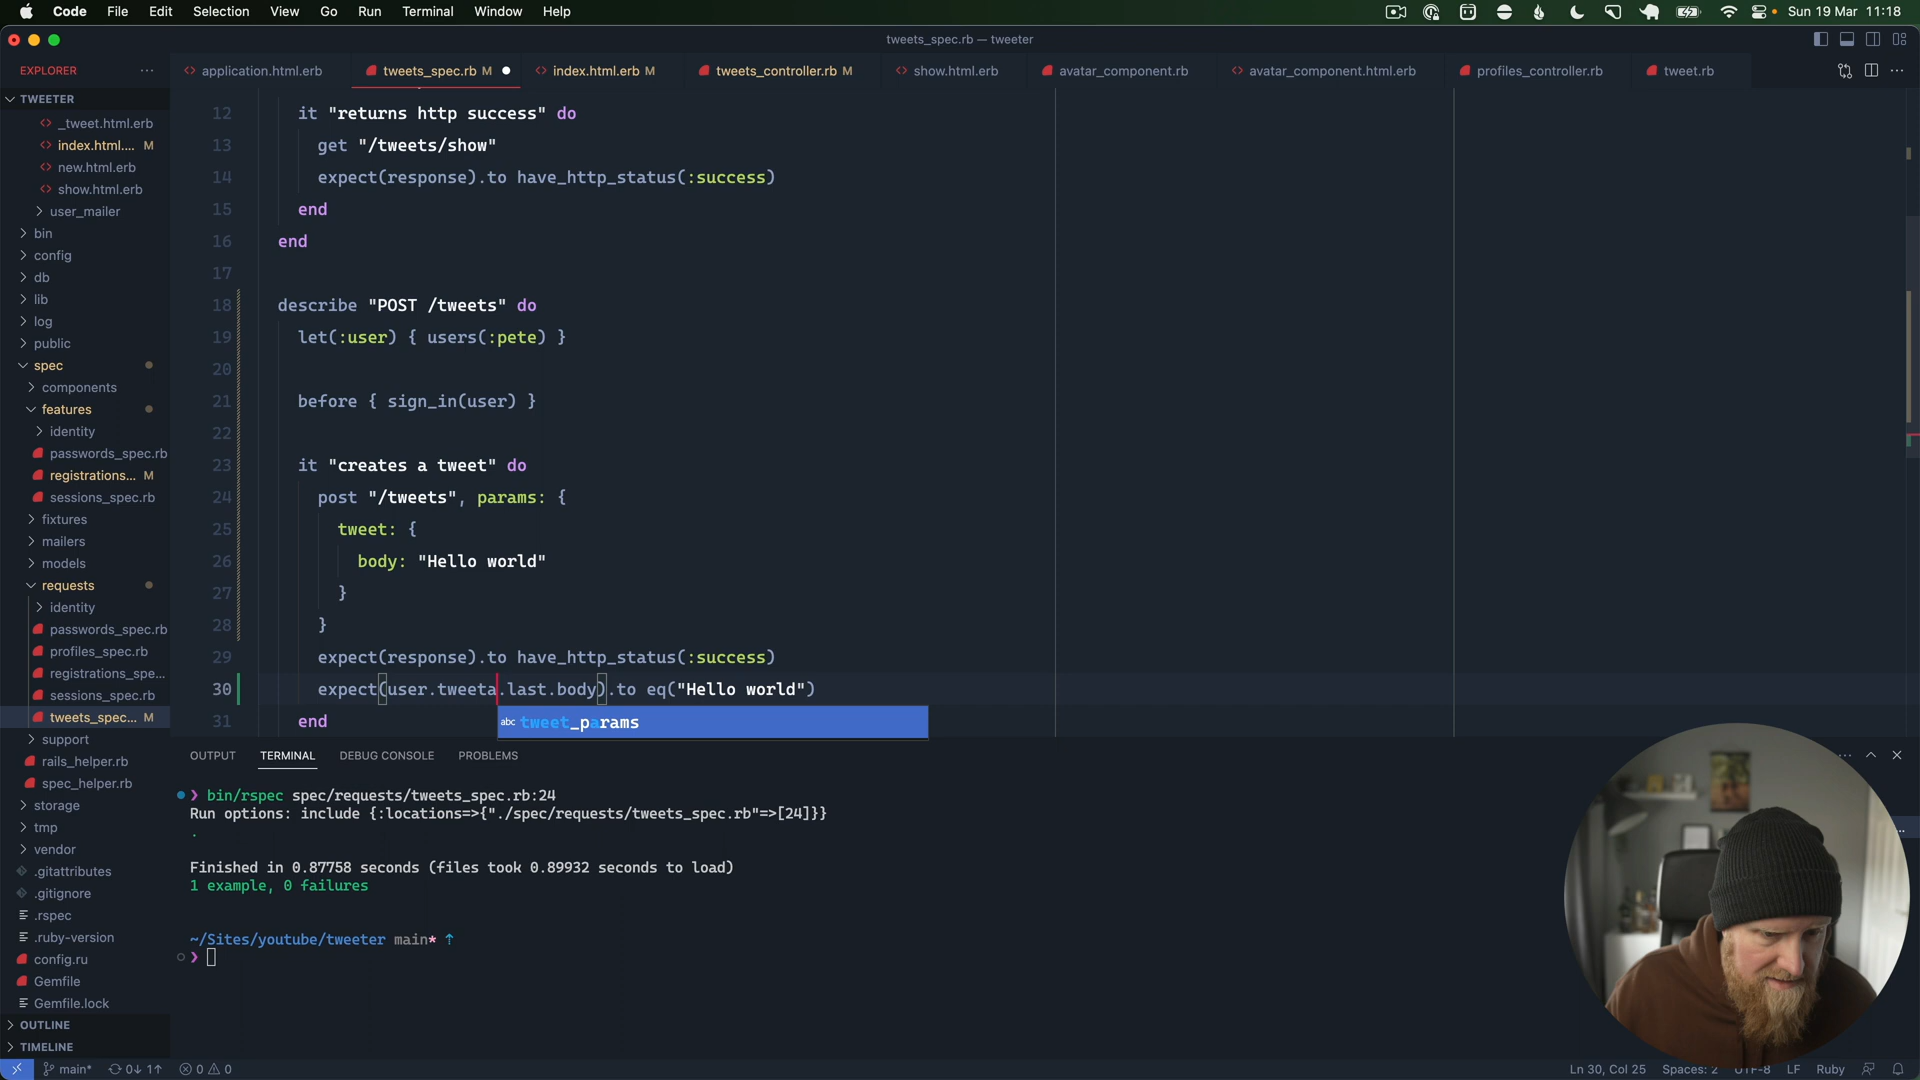 Code File Edit Selection View Go Run Terminal Window Help Sun 19 Mar 11:18
tweets_spec.rb — tweeter
EXPLORER
application.html.erb tweets_spec.rb M index.html.erb M tweets_controller.rb M show.html.erb avatar_component.rb avatar_component.html.erb profiles_controller.rb tweet.rb
TWEETER
_tweet.html.erb
index.html.... M
new.html.erb
show.html.erb
user_mailer
bin
config
db
lib
log
public
spec
components
features
identity
passwords_spec.rb
registrations... M
sessions_spec.rb
fixtures
mailers
models
requests
identity
passwords_spec.rb
profiles_spec.rb
registrations_spe...
sessions_spec.rb
tweets_spec... M
support
rails_helper.rb
spec_helper.rb
storage
tmp
vendor
.gitattributes
.gitignore
.rspec
.ruby-version
config.ru
Gemfile
Gemfile.lock
OUTLINE
TIMELINE
12 it "returns http success" do
13 get "/tweets/show"
14 expect(response).to have_http_status(:success)
15 end
16 end
17
18 describe "POST /tweets" do
19 let(:user) { users(:pete) }
20
21 before { sign_in(user) }
22
23 it "creates a tweet" do
24 post "/tweets", params: {
25 tweet: {
26 body: "Hello world"
27 }
28 }
29 expect(response).to have_http_status(:success)
30 expect(user.tweeta.last.body).to eq("Hello world")
31 end
abc tweet_params
OUTPUT TERMINAL DEBUG CONSOLE PROBLEMS
❯ bin/rspec spec/requests/tweets_spec.rb:24
Run options: include {:locations=>{"./spec/requests/tweets_spec.rb"=>[24]}}
.
Finished in 0.87758 seconds (files took 0.89932 seconds to load)
1 example, 0 failures
~/Sites/youtube/tweeter main* ⇡
❯
main* 0↓ 1↑ 0 0 Ln 30, Col 25 Spaces: 2 UTF-8 LF Ruby